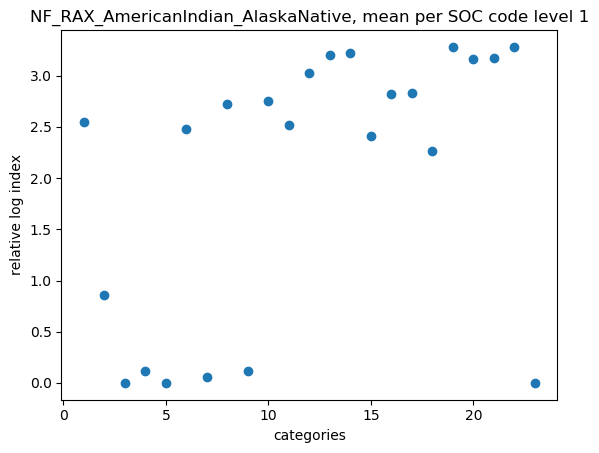 NF_RAX_AmericanIndian_AlaskaNative, mean per SOC code level 1
3.0
2.5
2.0
1.5
1.0
0.5
0.0
relative log index
0 5 10 15 20
categories